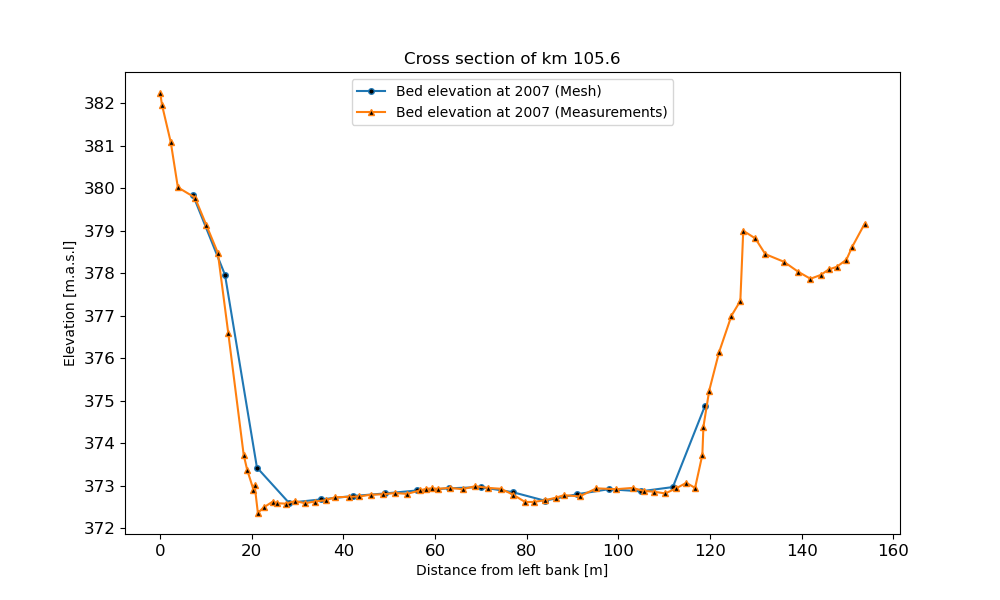 Cross section of km 105.6
Bed elevation at 2007 (Mesh)
Bed elevation at 2007 (Measurements)
Elevation [m.a.s.l]
382
381
380
379
378
377
376
375
374
373
372
0 20 40 60 80 100 120 140 160
Distance from left bank [m]